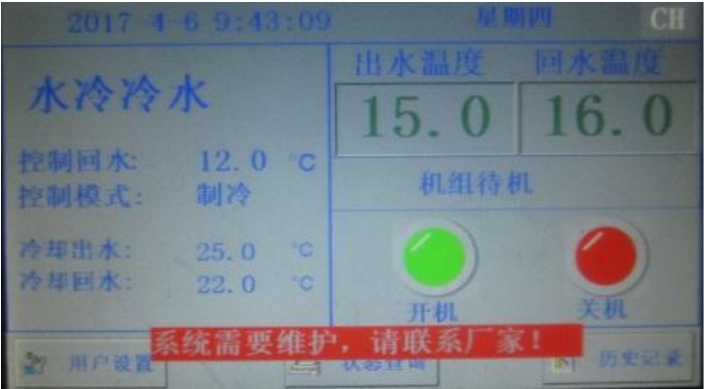 2017-4-6 9:43:09 星期四 CH
水冷冷水
出水温度 回水温度
15.0 16.0
控制回水: 12.0 ℃
控制模式: 制冷
机组待机
冷却出水: 25.0 ℃
冷却回水: 22.0 ℃
开机 关机
系统需要维护，请联系厂家！
用户设置 状态查询 历史记录